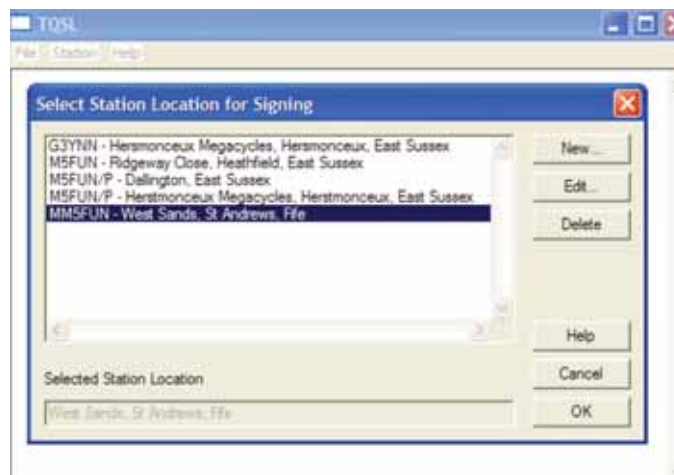 TQSL
File Station Help
Select Station Location for Signing
G3YNN - Hersmonceux Megacycles, Hersmonceux, East Sussex
M5FUN - Ridgeway Close, Heathfield, East Sussex
M5FUN/P - Dallington, East Sussex
M5FUN/P - Herstmonceux Megacycles, Herstmonceux, East Sussex
MM5FUN - West Sands, St Andrews, Fife
New...
Edit...
Delete
Help
Cancel
OK
Selected Station Location
West Sands, St Andrews, Fife